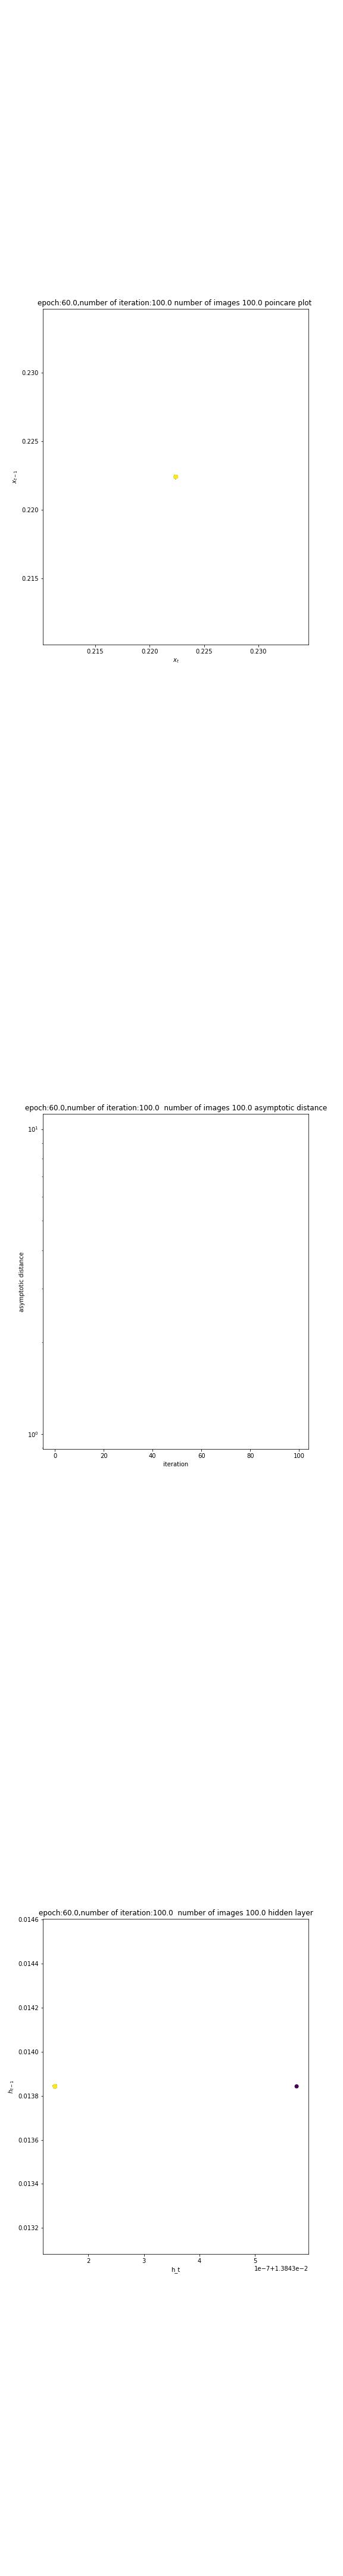 epoch:60.0,number of iteration:100.0 number of images 100.0 poincare plot
0.230
0.225
0.220
0.215
x_{t-1}
0.215 0.220 0.225 0.230
x_t
epoch:60.0,number of iteration:100.0  number of images 100.0 asymptotic distance
10^1
10^0
asymptotic distance
0 20 40 60 80 100
iteration
epoch:60.0,number of iteration:100.0  number of images 100.0 hidden layer
0.0146
0.0144
0.0142
0.0140
0.0138
0.0136
0.0134
0.0132
h_{t-1}
2 3 4 5
1e-7+1.3843e-2
h_t